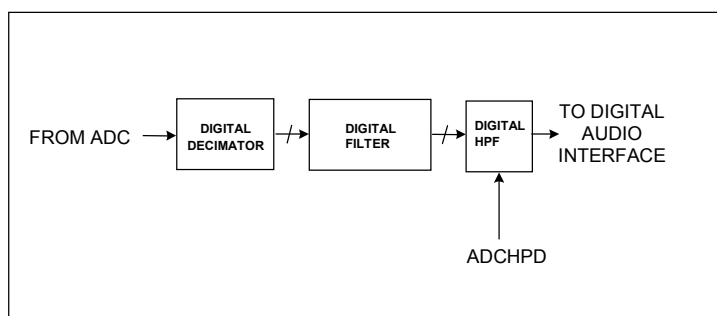 FROM ADC
DIGITAL
DECIMATOR
DIGITAL
FILTER
DIGITAL
HPF
TO DIGITAL
AUDIO
INTERFACE
ADCHPD